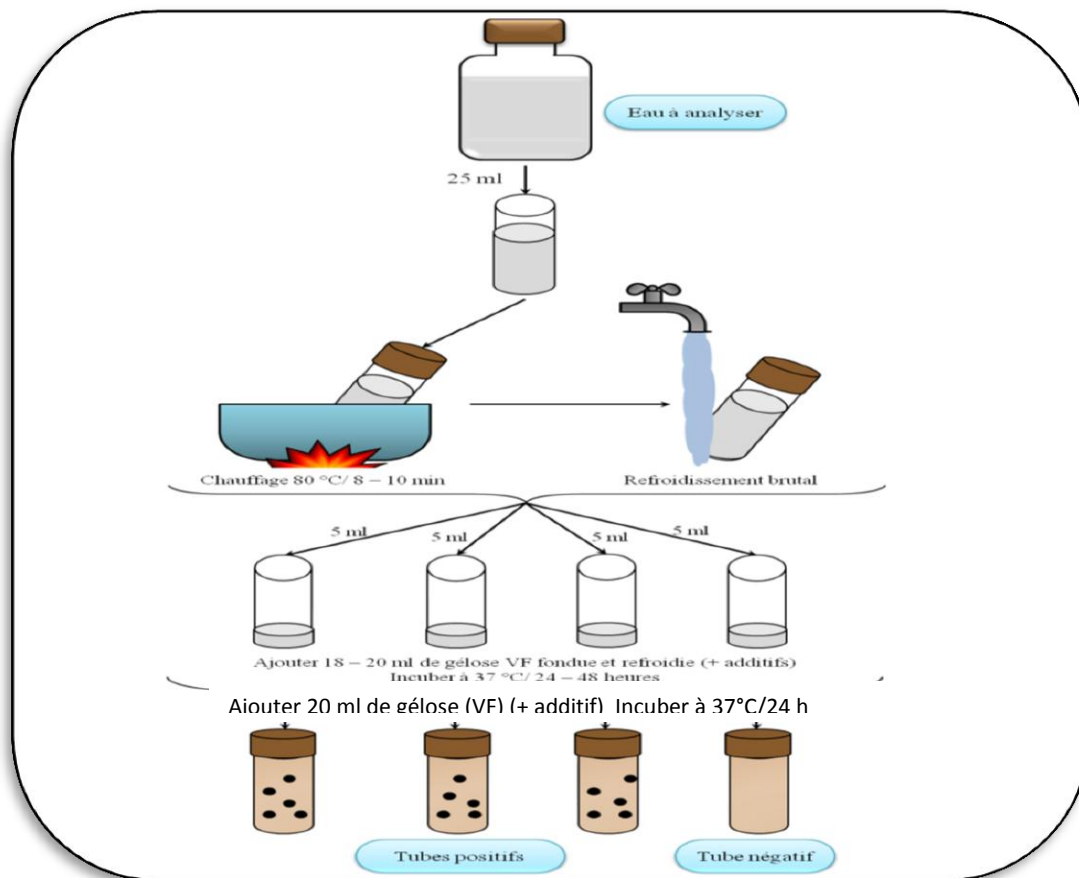 Eau à analyser
25 ml
Chauffage 80 °C/ 8 – 10 min
Refroidissement brutal
5 ml
5 ml
5 ml
5 ml
Ajouter 18 – 20 ml de gélose VF fondue et refroidie (+ additifs)
Incuber à 37 °C/ 24 – 48 heures
Ajouter 20 ml de gélose (VF) (+ additif) Incuber à 37°C/24 h
Tubes positifs
Tube négatif